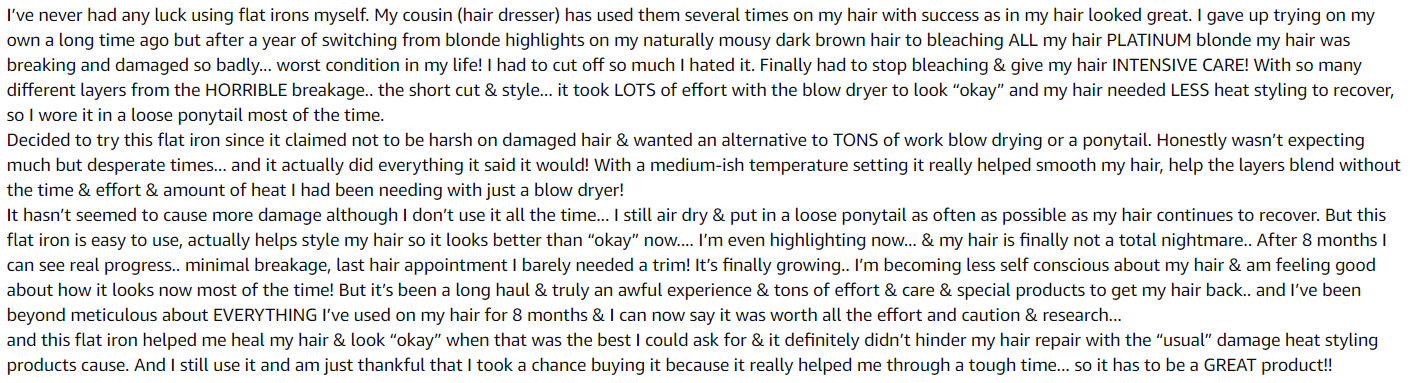 I’ve never had any luck using flat irons myself. My cousin (hair dresser) has used them several times on my hair with success as in my hair looked great. I gave up trying on my
own a long time ago but after a year of switching from blonde highlights on my naturally mousy dark brown hair to bleaching ALL my hair PLATINUM blonde my hair was
breaking and damaged so badly... worst condition in my life! I had to cut off so much I hated it. Finally had to stop bleaching & give my hair INTENSIVE CARE! With so many
different layers from the HORRIBLE breakage.. the short cut & style... it took LOTS of effort with the blow dryer to look “okay” and my hair needed LESS heat styling to recover,
so I wore it in a loose ponytail most of the time.
Decided to try this flat iron since it claimed not to be harsh on damaged hair & wanted an alternative to TONS of work blow drying or a ponytail. Honestly wasn’t expecting
much but desperate times... and it actually did everything it said it would! With a medium-ish temperature setting it really helped smooth my hair, help the layers blend without
the time & effort & amount of heat I had been needing with just a blow dryer!
It hasn’t seemed to cause more damage although I don’t use it all the time... I still air dry & put in a loose ponytail as often as possible as my hair continues to recover. But this
flat iron is easy to use, actually helps style my hair so it looks better than “okay” now.... I’m even highlighting now... & my hair is finally not a total nightmare.. After 8 months I
can see real progress.. minimal breakage, last hair appointment I barely needed a trim! It’s finally growing.. I’m becoming less self conscious about my hair & am feeling good
about how it looks now most of the time! But it’s been a long haul & truly an awful experience & tons of effort & care & special products to get my hair back.. and I’ve been
beyond meticulous about EVERYTHING I’ve used on my hair for 8 months & I can now say it was worth all the effort and caution & research...
and this flat iron helped me heal my hair & look “okay” when that was the best I could ask for & it definitely didn’t hinder my hair repair with the “usual” damage heat styling
products cause. And I still use it and am just thankful that I took a chance buying it because it really helped me through a tough time... so it has to be a GREAT product!!